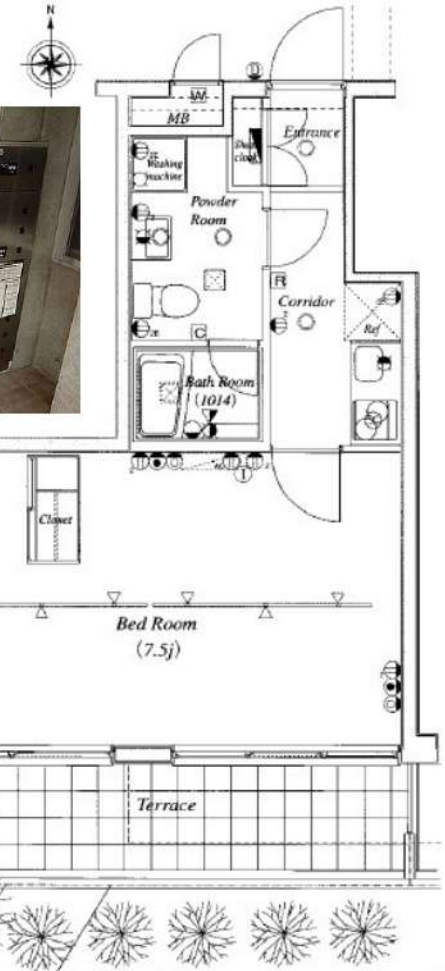 N
W
MB
Entrance
Washing
machine
Powder
Room
R
Corridor
Ref
C
Bath Room
(1014)
Closet
Bed Room
(7.5j)
Terrace